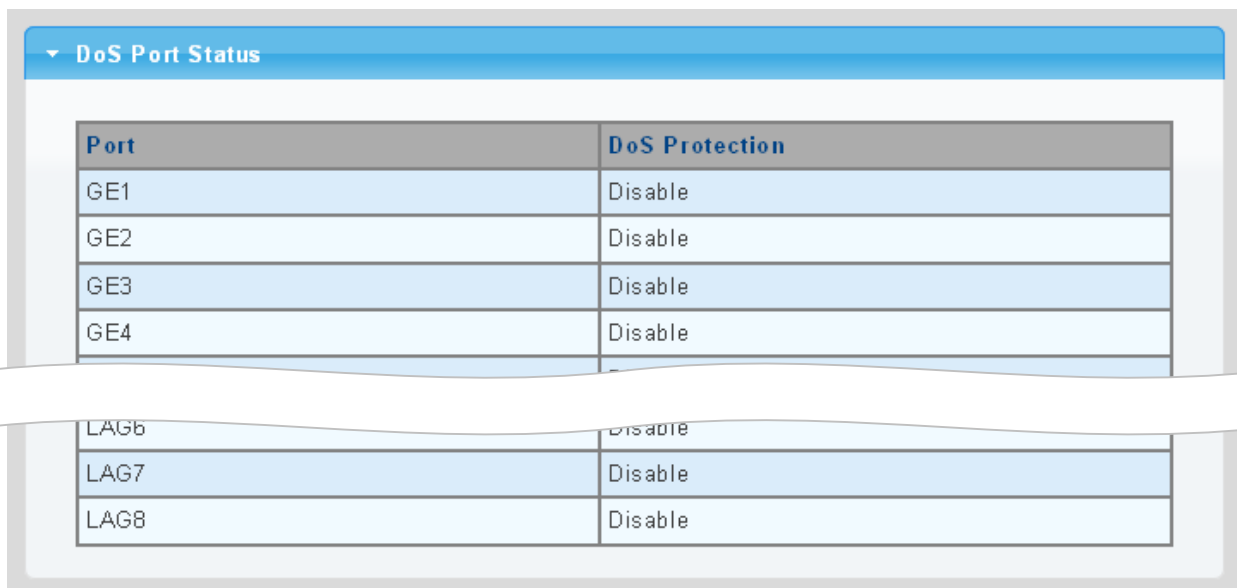 DoS Port Status
Port DoS Protection
GE1 Disable
GE2 Disable
GE3 Disable
GE4 Disable
LAG6 Disable
LAG7 Disable
LAG8 Disable